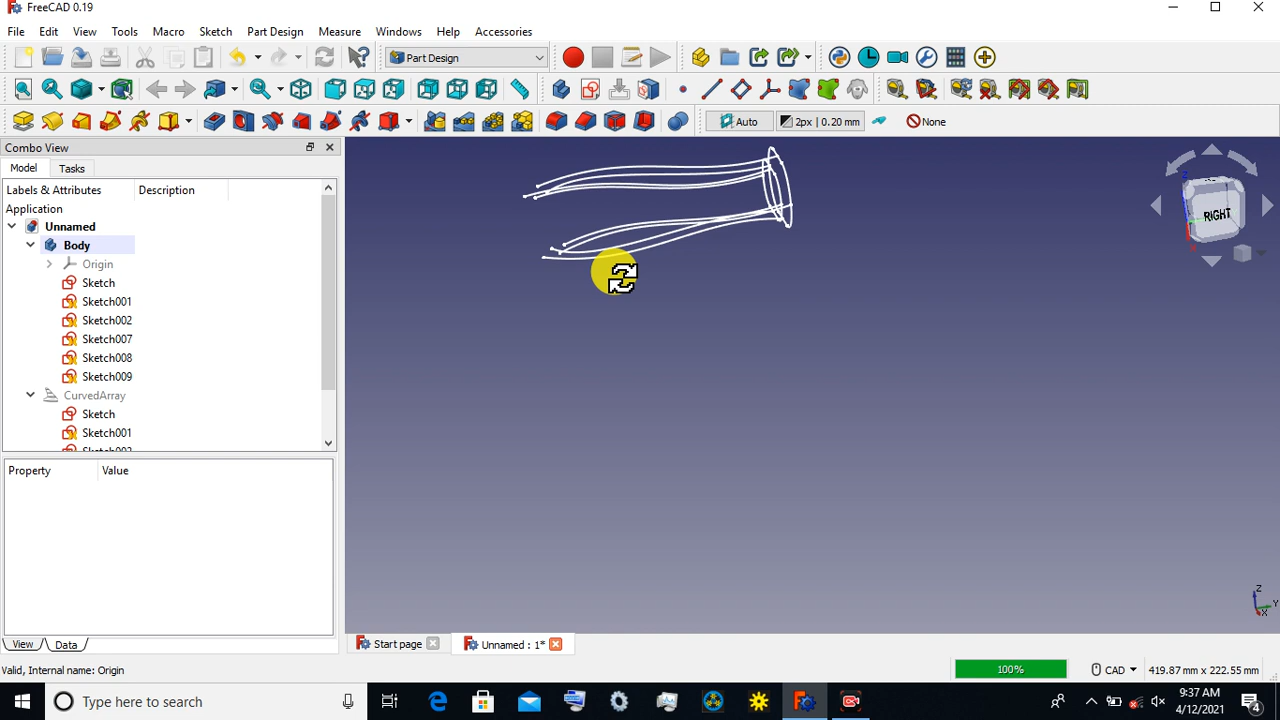 FreeCAD 0.19
File Edit View Tools Macro Sketch Part Design Measure Windows Help Accessories
Part Design
Auto 2px | 0.20 mm None
Combo View
Model Tasks
Labels & Attributes Description
Application
Unnamed
Body
Origin
Sketch
Sketch001
Sketch002
Sketch007
Sketch008
Sketch009
CurvedArray
Sketch
Sketch001
Property Value
View Data
RIGHT
Z
Y
X
Start page Unnamed : 1*
Valid, Internal name: Origin 100% CAD 419.87 mm x 222.55 mm
Type here to search
9:37 AM
4/12/2021
4